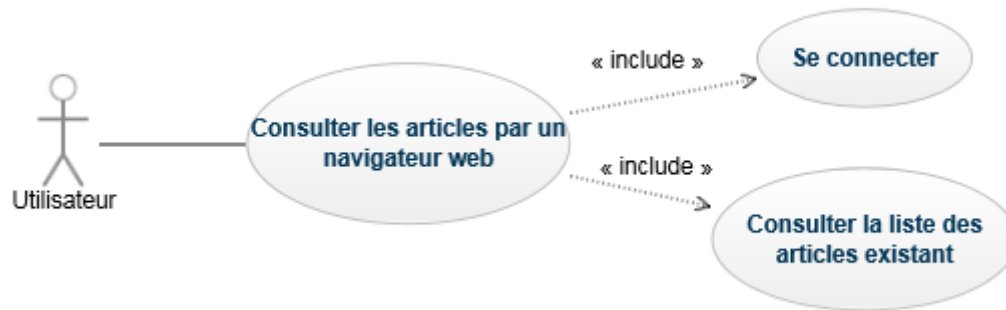 Se connecter
« include »
Consulter les articles par un
navigateur web
« include »
Utilisateur
Consulter la liste des
articles existant